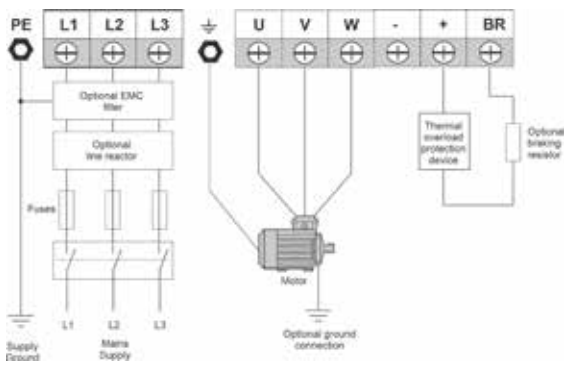 PE L1 L2 L3 U V W - + BR
Optional EMC
filter
Optional
line reactor
Fuses
L1 L2 L3
Supply
Ground
Mains
Supply
Thermal
overload
protection
device
Optional
braking
resistor
Motor
Optional ground
connection